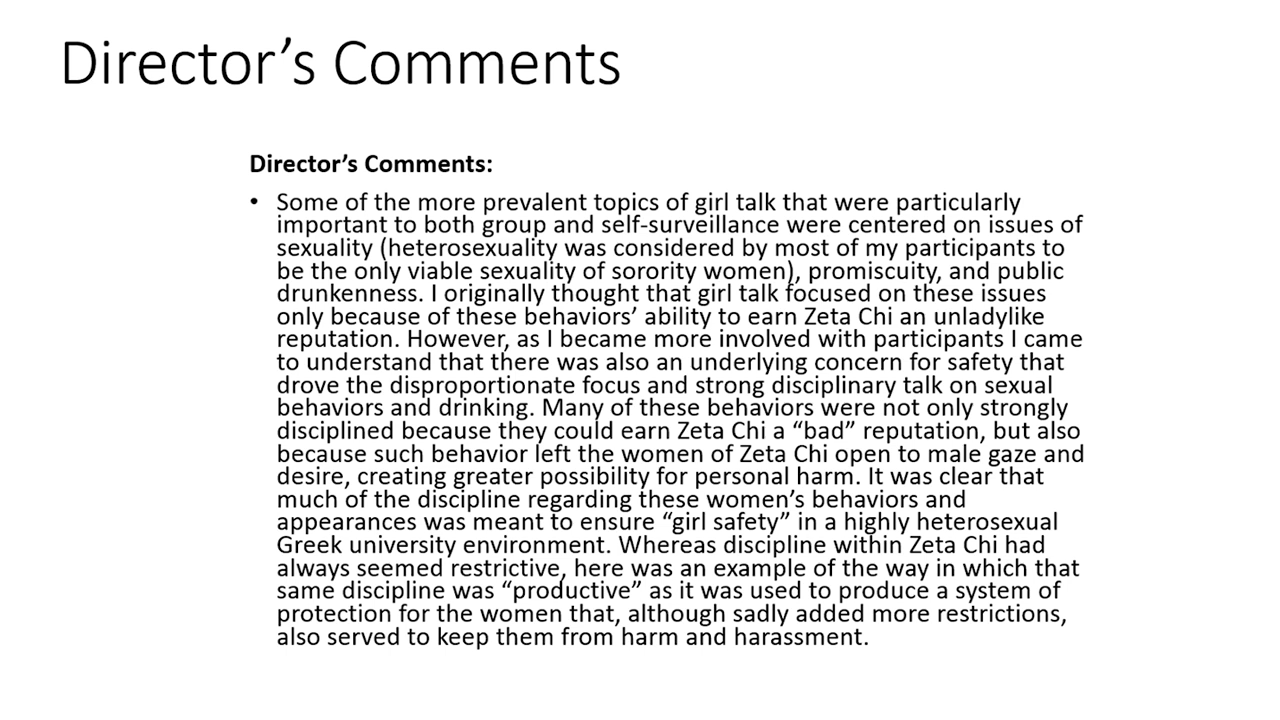 Director’s Comments
Director’s Comments:
• Some of the more prevalent topics of girl talk that were particularly
important to both group and self-surveillance were centered on issues of
sexuality (heterosexuality was considered by most of my participants to
be the only viable sexuality of sorority women), promiscuity, and public
drunkenness. I originally thought that girl talk focused on these issues
only because of these behaviors’ ability to earn Zeta Chi an unladylike
reputation. However, as I became more involved with participants I came
to understand that there was also an underlying concern for safety that
drove the disproportionate focus and strong disciplinary talk on sexual
behaviors and drinking. Many of these behaviors were not only strongly
disciplined because they could earn Zeta Chi a “bad” reputation, but also
because such behavior left the women of Zeta Chi open to male gaze and
desire, creating greater possibility for personal harm. It was clear that
much of the discipline regarding these women’s behaviors and
appearances was meant to ensure “girl safety” in a highly heterosexual
Greek university environment. Whereas discipline within Zeta Chi had
always seemed restrictive, here was an example of the way in which that
same discipline was “productive” as it was used to produce a system of
protection for the women that, although sadly added more restrictions,
also served to keep them from harm and harassment.